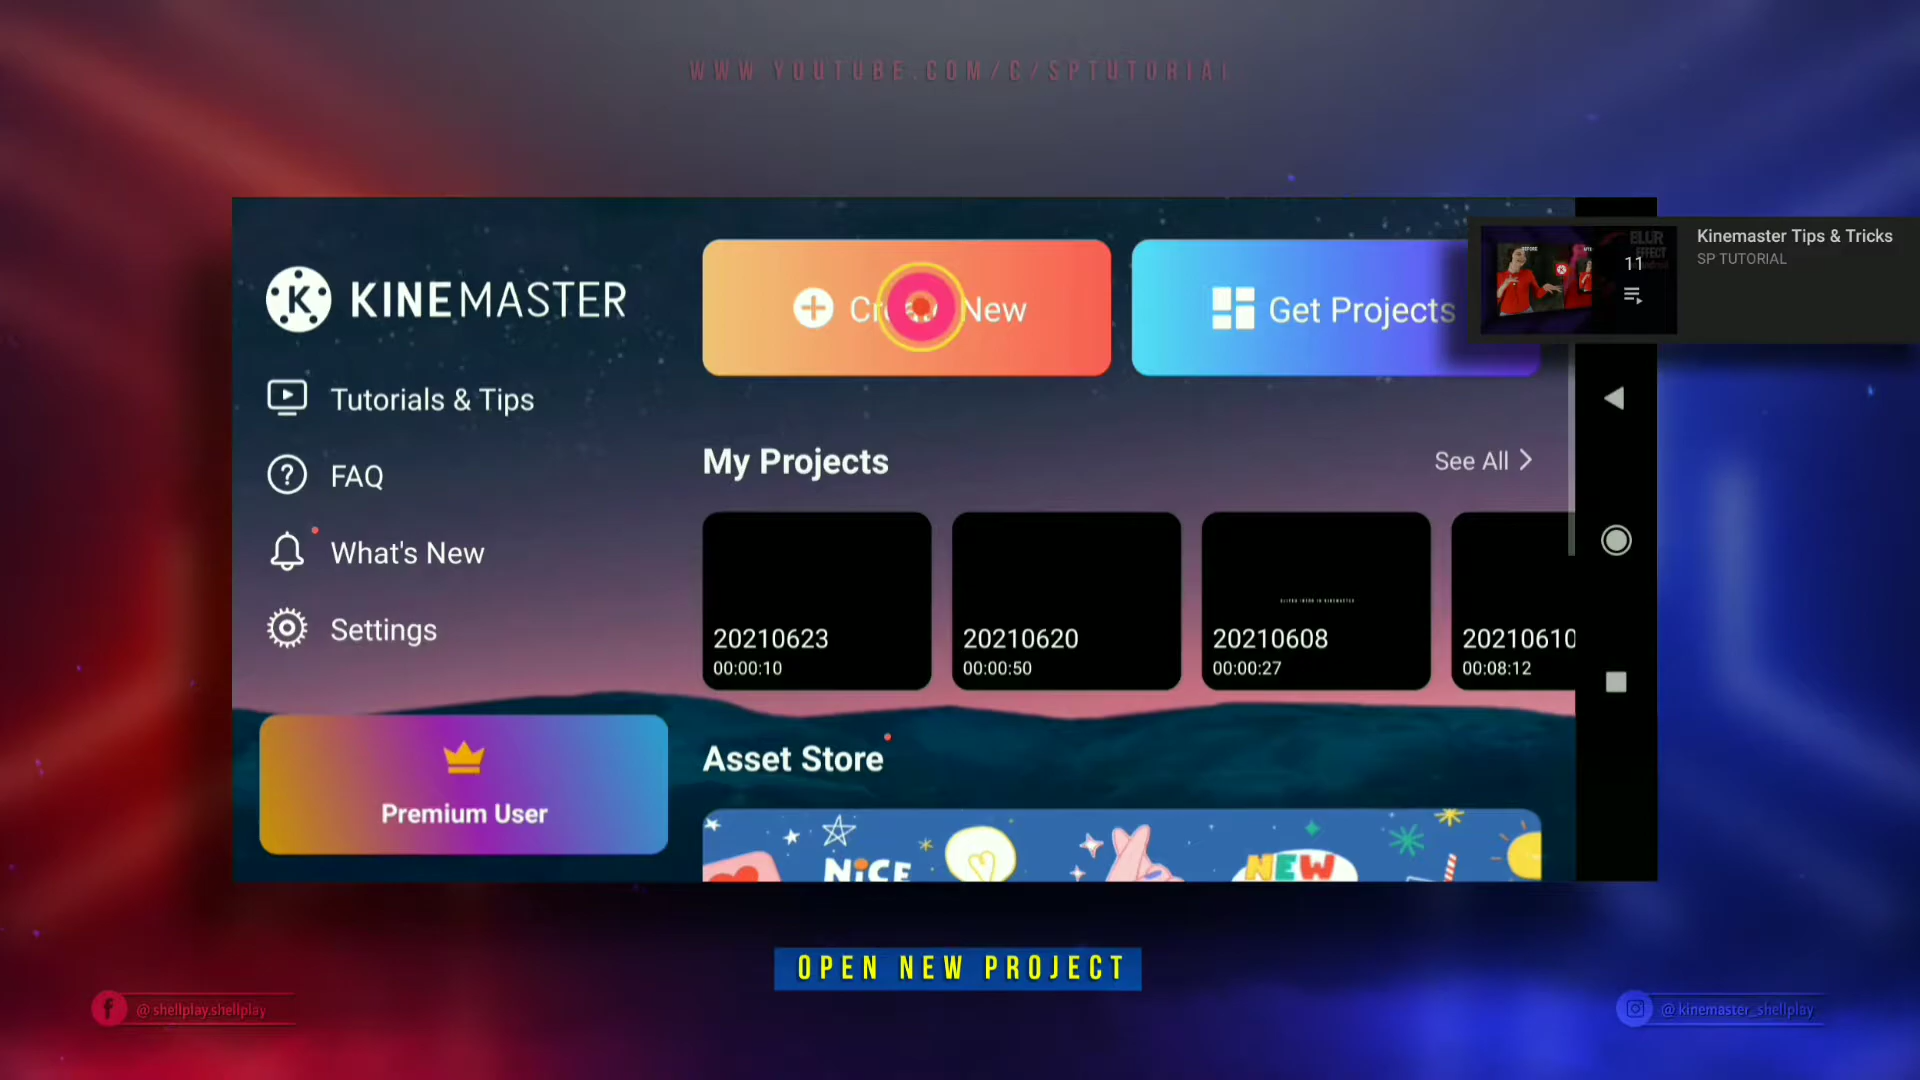 WWW YOUTUBE.COM/C/SPTUTORIAL
KINEMASTER
Create New
Get Projects
Kinemaster Tips & Tricks
SP TUTORIAL
11
Tutorials & Tips
FAQ
What's New
Settings
My Projects
See All
20210623
00:00:10
20210620
00:00:50
20210608
00:00:27
20210610
00:08:12
Premium User
Asset Store
NICE
NEW
OPEN NEW PROJECT
@ shellplay.shellplay
@ kinemaster_shellplay